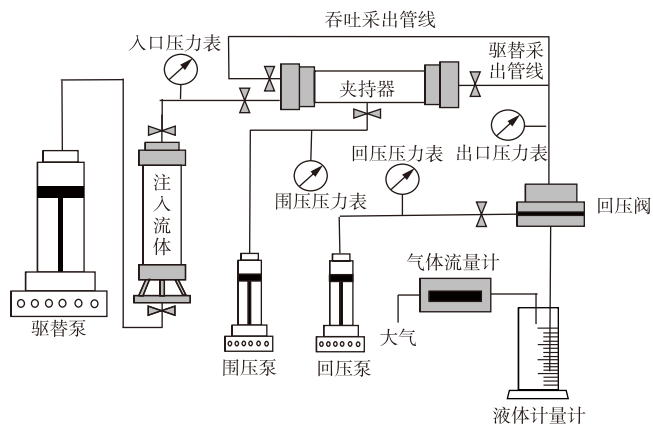 吞吐采出管线
入口压力表
驱替采
出管线
夹持器
回压压力表
出口压力表
注
入
流
体
围压压力表
回压阀
气体流量计
大气
驱替泵
围压泵
回压泵
液体计量计